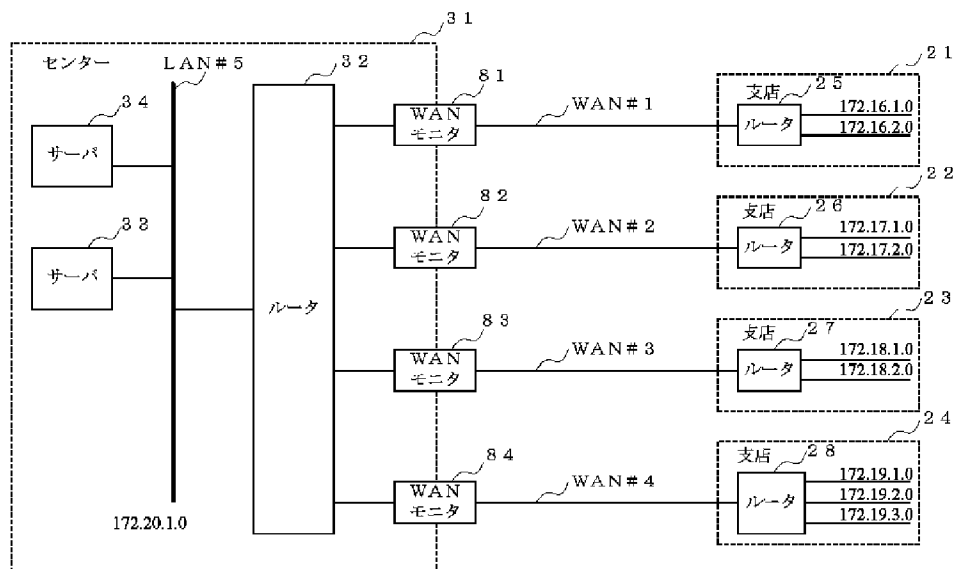 ３１
センター
ＬＡＮ＃５
３２
３４
サーバ
３３
サーバ
ルータ
172.20.1.0
８１
ＷＡＮ
モニタ
ＷＡＮ＃１
８２
ＷＡＮ
モニタ
ＷＡＮ＃２
８３
ＷＡＮ
モニタ
ＷＡＮ＃３
８４
ＷＡＮ
モニタ
ＷＡＮ＃４
２１
支店
２５
ルータ
172.16.1.0
172.16.2.0
２２
支店
２６
ルータ
172.17.1.0
172.17.2.0
２３
支店
２７
ルータ
172.18.1.0
172.18.2.0
２４
支店
２８
ルータ
172.19.1.0
172.19.2.0
172.19.3.0